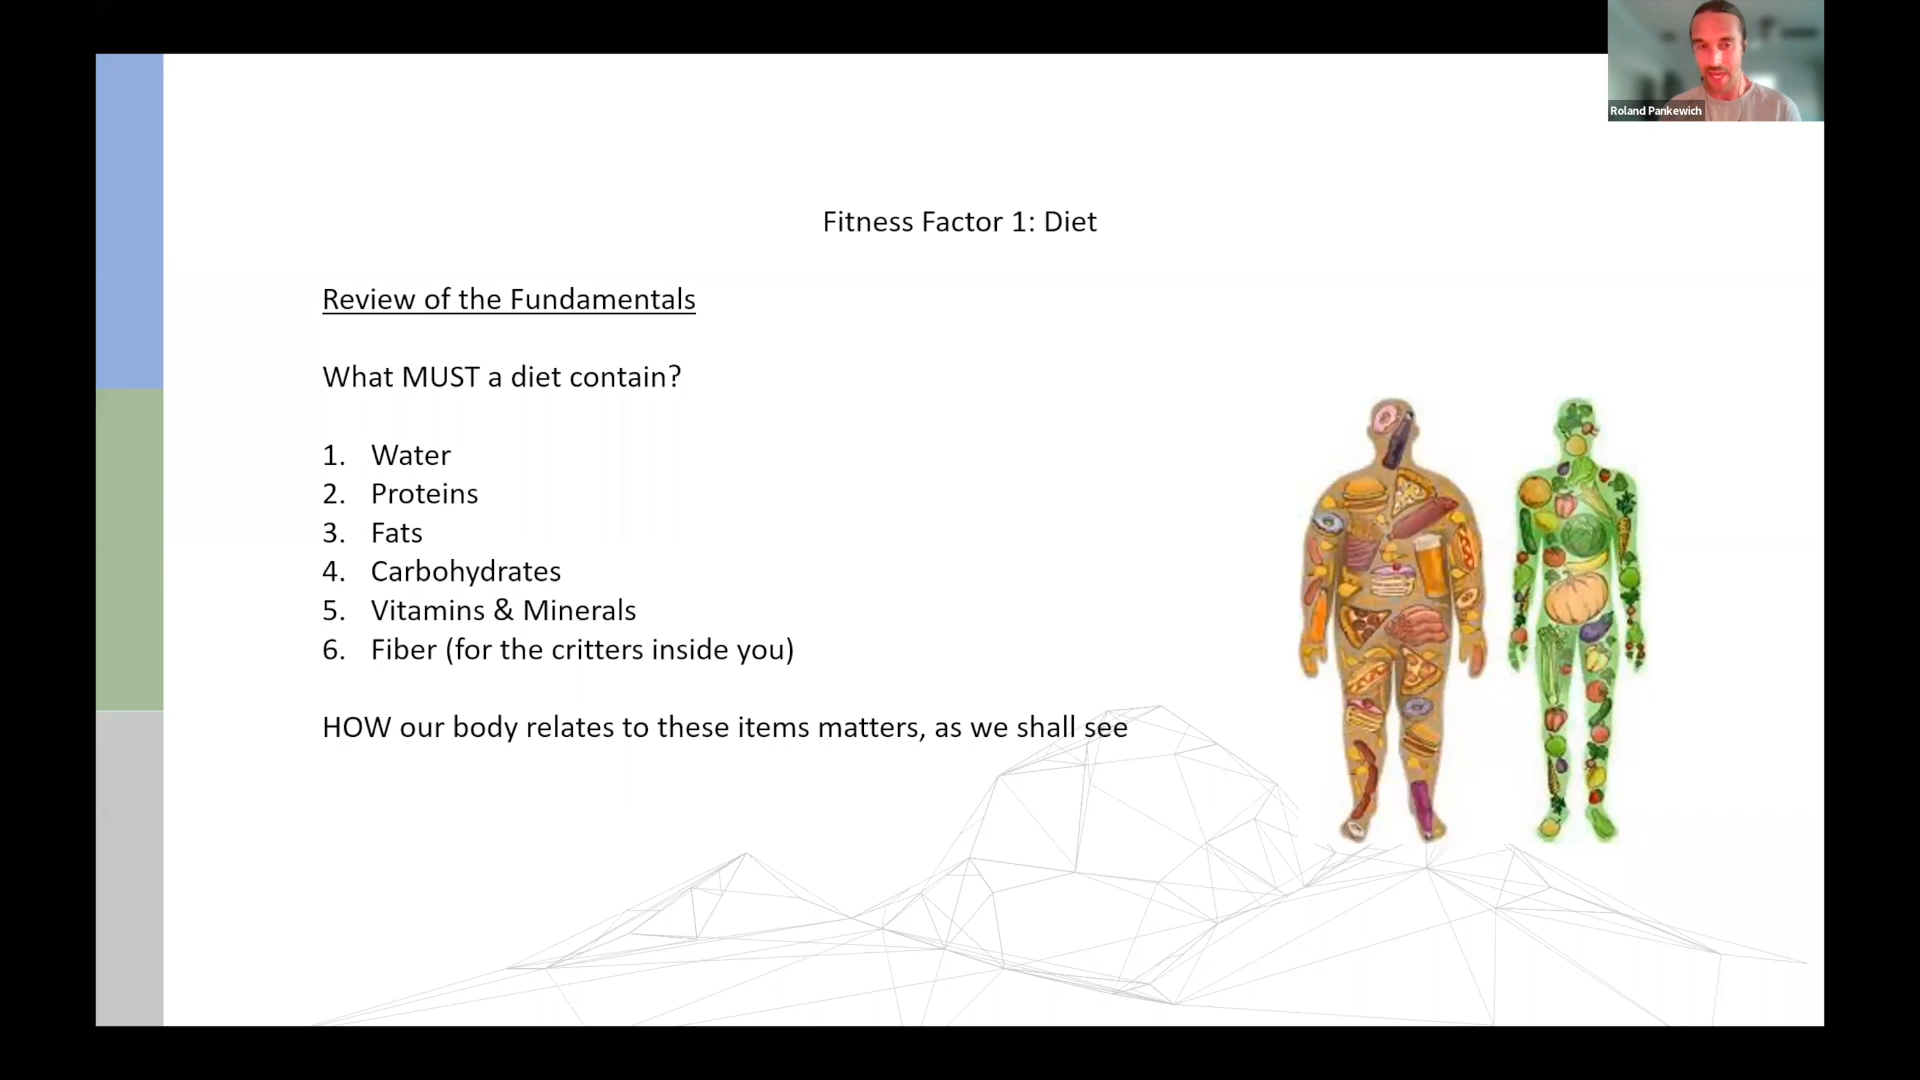 Roland Pankewich
Fitness Factor 1: Diet
Review of the Fundamentals
What MUST a diet contain?
1. Water
2. Proteins
3. Fats
4. Carbohydrates
5. Vitamins & Minerals
6. Fiber (for the critters inside you)
HOW our body relates to these items matters, as we shall see